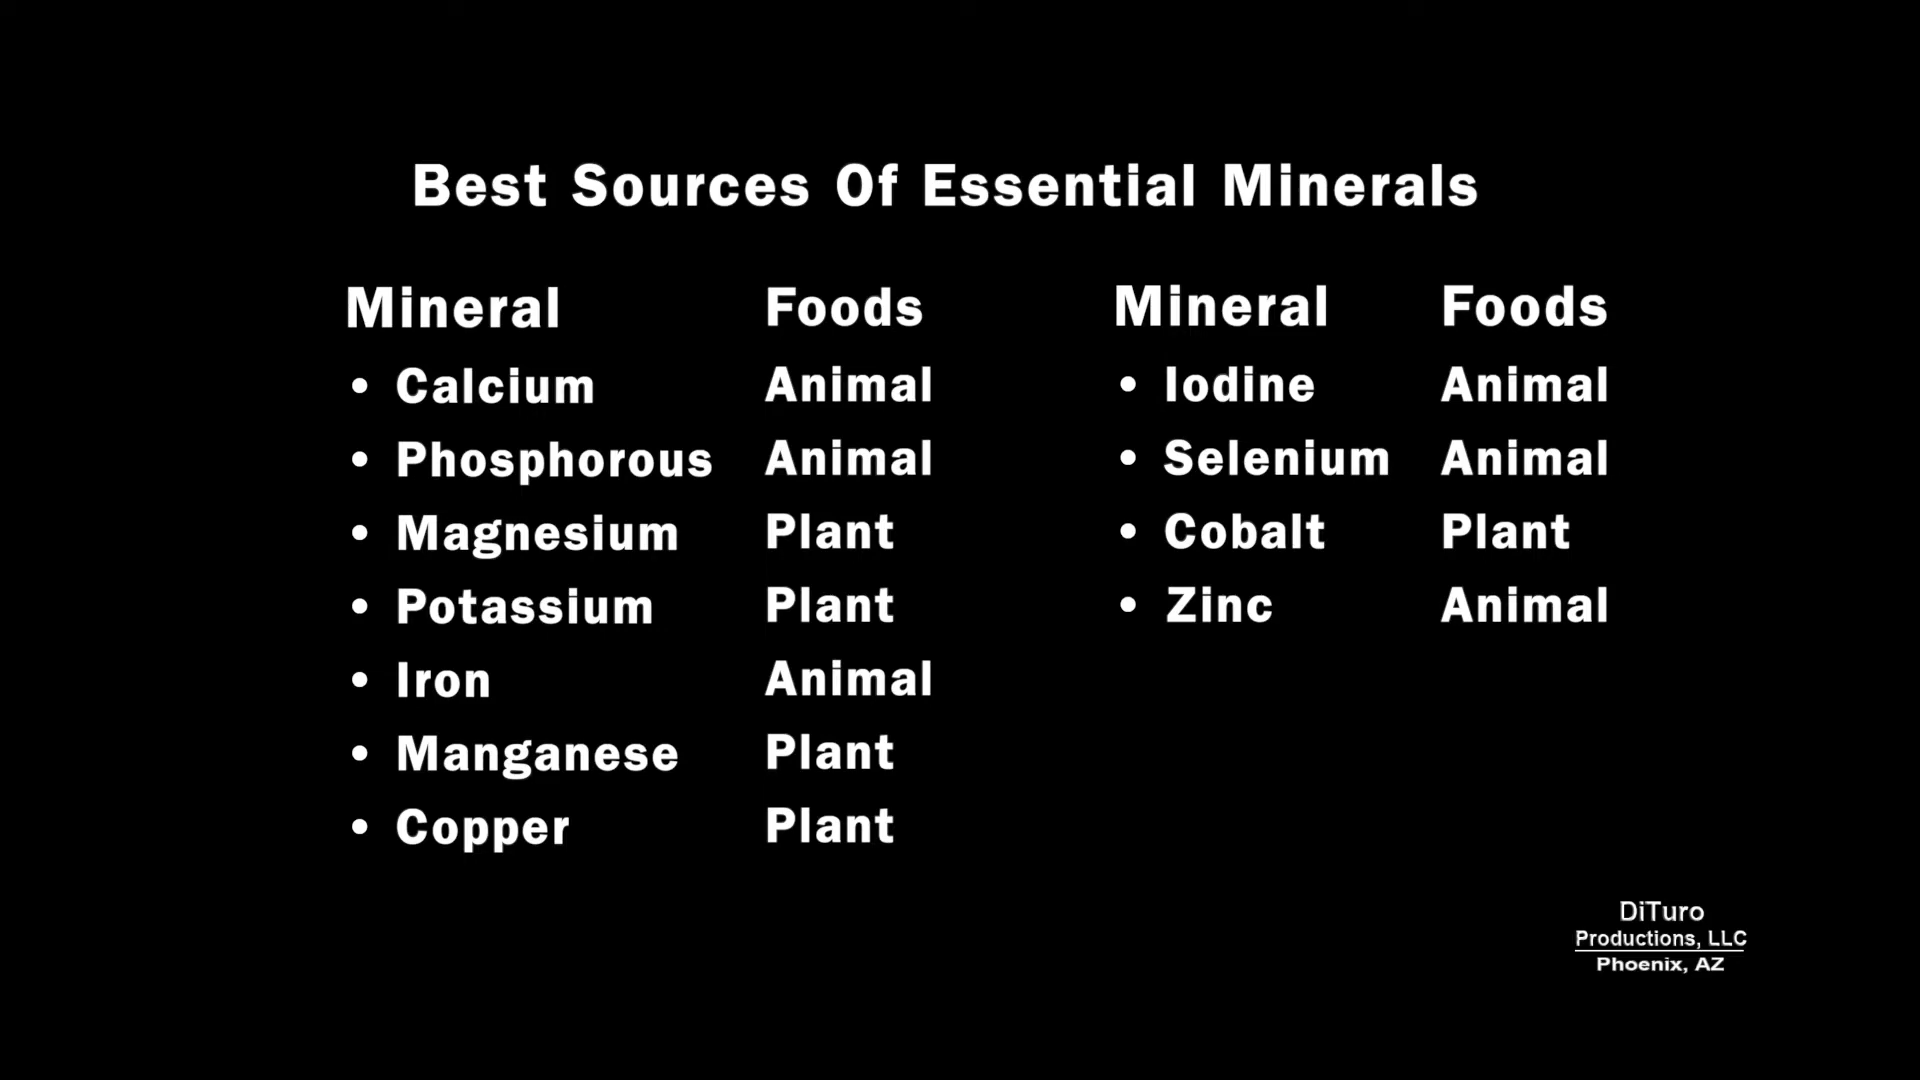 Best Sources Of Essential Minerals
Mineral Foods Mineral Foods
• Calcium Animal • Iodine Animal
• Phosphorous Animal • Selenium Animal
• Magnesium Plant • Cobalt Plant
• Potassium Plant • Zinc Animal
• Iron Animal
• Manganese Plant
• Copper Plant
DiTuro
Productions, LLC
Phoenix, AZ